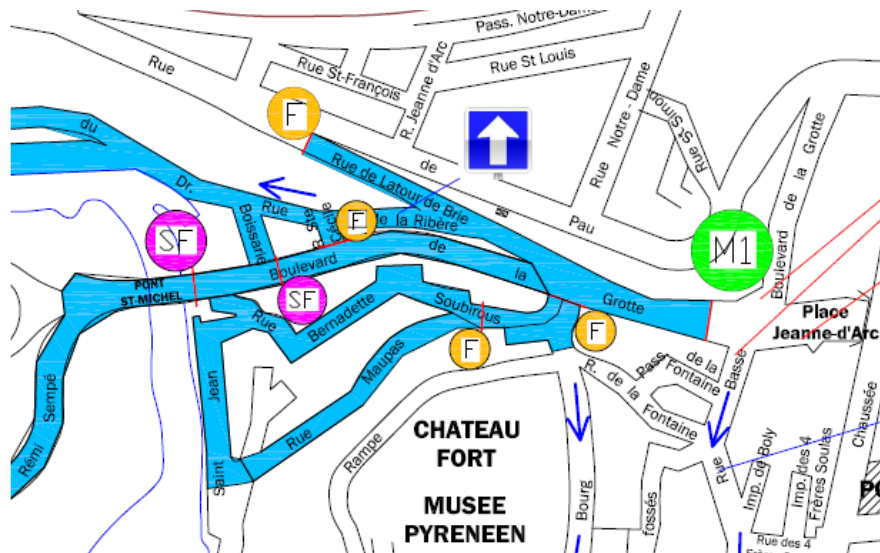 Pass. Notre-Dame
Rue
Rue St-François
R. Jeanne d'Arc
Rue St Louis
Rue Notre - Dame
Rue St Simon
F
Rue de Latour de Brie
de
Pau
Boulevard de la Grotte
M1
du
Dr.
Boissarie
Rue
de la Ribère
R. Ste
Cécile
F
SF
PONT
ST-MICHEL
Boulevard
de
la
Grotte
SF
Rue
Bernadette
Soubirous
F
F
Place
Jeanne-d'Arc
de la
Basse
Pass.
Fontaine
R. de la Fontaine
Chaussée
Rue
Maupas
Jean
Saint
Rémi
Sempé
Rampe
CHATEAU
FORT
MUSEE
PYRENEEN
Bourg
fossés
Rue
Imp. de Boly
Imp. des 4
Frères Soulas
Rue des 4